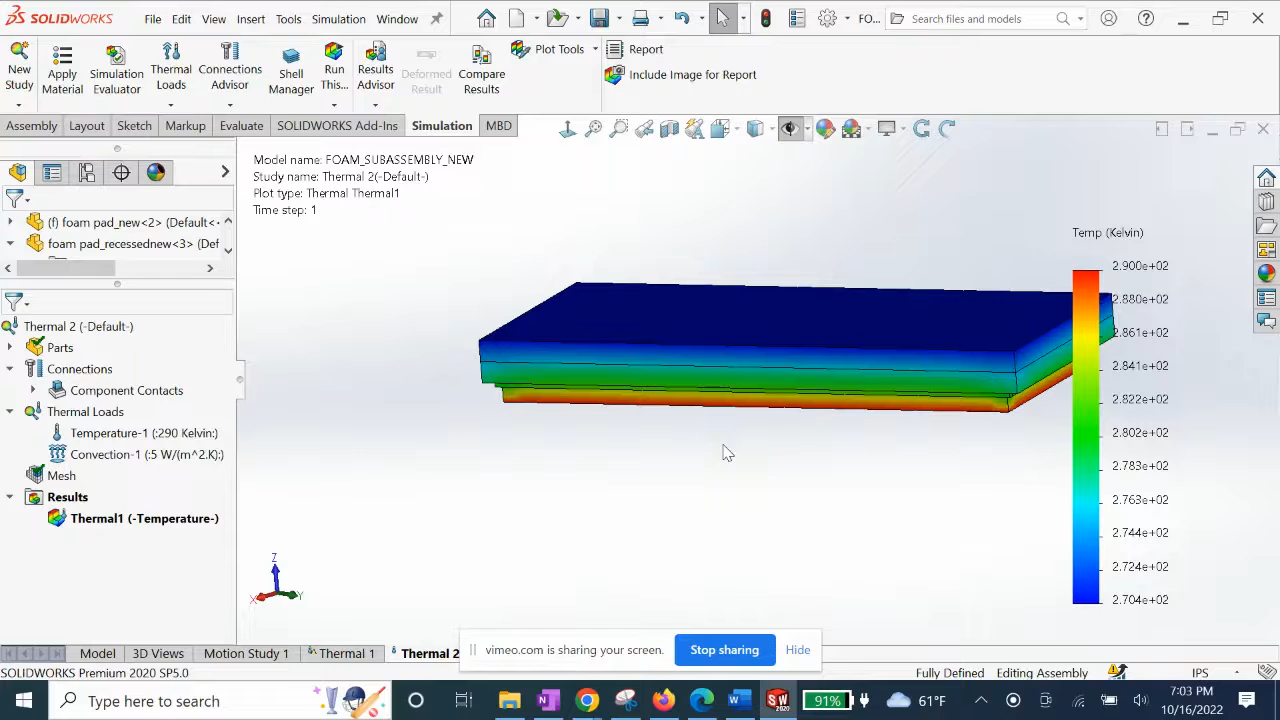 SOLIDWORKS File Edit View Insert Tools Simulation Window FO... Search files and models
New Study
Apply Material
Simulation Evaluator
Thermal Loads
Connections Advisor
Shell Manager
Run This...
Results Advisor
Deformed Result
Compare Results
Plot Tools
Report
Include Image for Report
Assembly Layout Sketch Markup Evaluate SOLIDWORKS Add-Ins Simulation MBD
Model name: FOAM_SUBASSEMBLY_NEW
Study name: Thermal 2(-Default-)
Plot type: Thermal Thermal1
Time step: 1
(f) foam pad_new<2> (Default<
foam pad_recessednew<3> (Def
Thermal 2 (-Default-)
Parts
Connections
Component Contacts
Thermal Loads
Temperature-1 (:290 Kelvin:)
Convection-1 (:5 W/(m^2.K):)
Mesh
Results
Thermal1 (-Temperature-)
Temp (Kelvin)
2.900e+02
2.880e+02
2.861e+02
2.841e+02
2.822e+02
2.802e+02
2.783e+02
2.763e+02
2.744e+02
2.724e+02
2.704e+02
Z
X
Y
vimeo.com is sharing your screen. Stop sharing Hide
Model 3D Views Motion Study 1 Thermal 1 Thermal 2
SOLIDWORKS Premium 2020 SP5.0 Fully Defined Editing Assembly IPS
Type here to search 91% 61°F 7:03 PM
10/16/2022